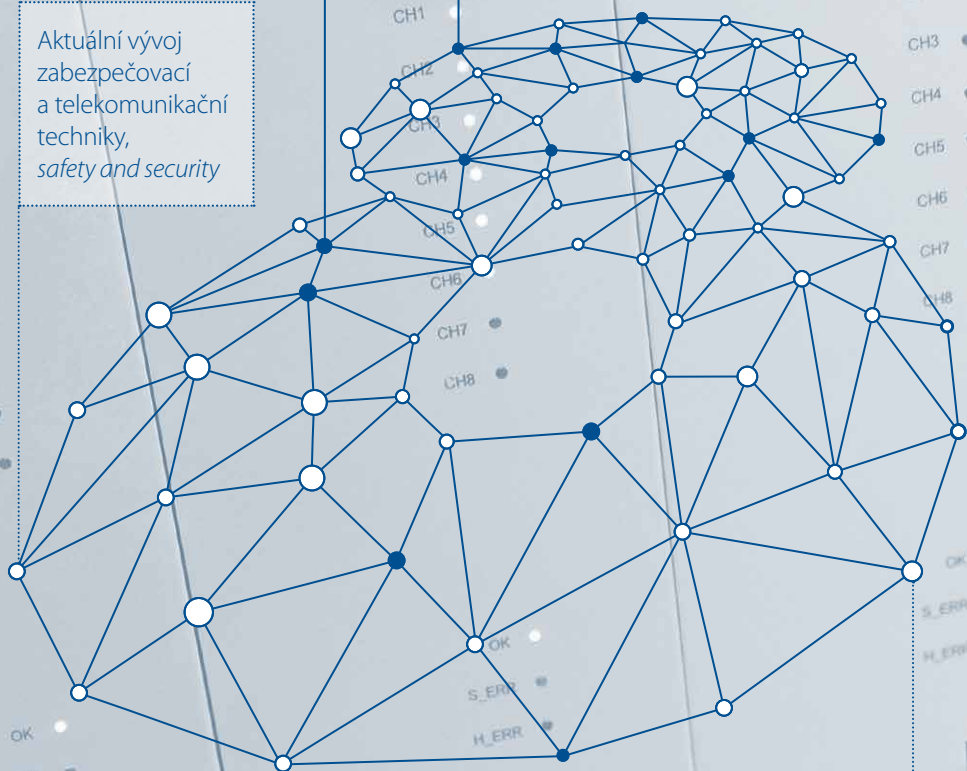 Aktuální vývoj
zabezpečovací
a telekomunikační
techniky,
safety and security
CH1
CH2
CH3
CH4
CH5
CH6
CH7
CH8
OK
S_ERR
H_ERR
CH3
CH4
CH5
CH6
CH7
CH8
OK
S_ERR
H_ERR
OK